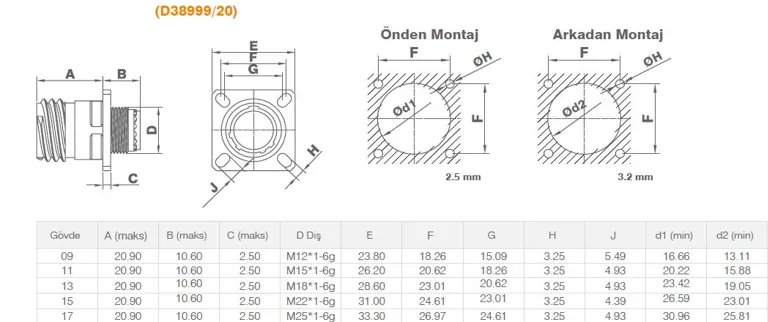 (D38999/20)
Önden Montaj
Arkadan Montaj
A
B
D
C
E
F
G
H
J
F
ØH
Ød1
F
2.5 mm
F
ØH
Ød2
F
3.2 mm
Gövde A (maks) B (maks) C (maks) D Diş E F G H J d1 (min) d2 (min)
09 20.90 10.60 2.50 M12*1-6g 23.80 18.26 15.09 3.25 5.49 16.66 13.11
11 20.90 10.60 2.50 M15*1-6g 26.20 20.62 18.26 3.25 4.93 20.22 15.88
13 20.90 10.60 2.50 M18*1-6g 28.60 23.01 20.62 3.25 4.93 23.42 19.05
15 20.90 10.60 2.50 M22*1-6g 31.00 24.61 23.01 3.25 4.39 26.59 23.01
17 20.90 10.60 2.50 M25*1-6g 33.30 26.97 24.61 3.25 4.93 30.96 25.81